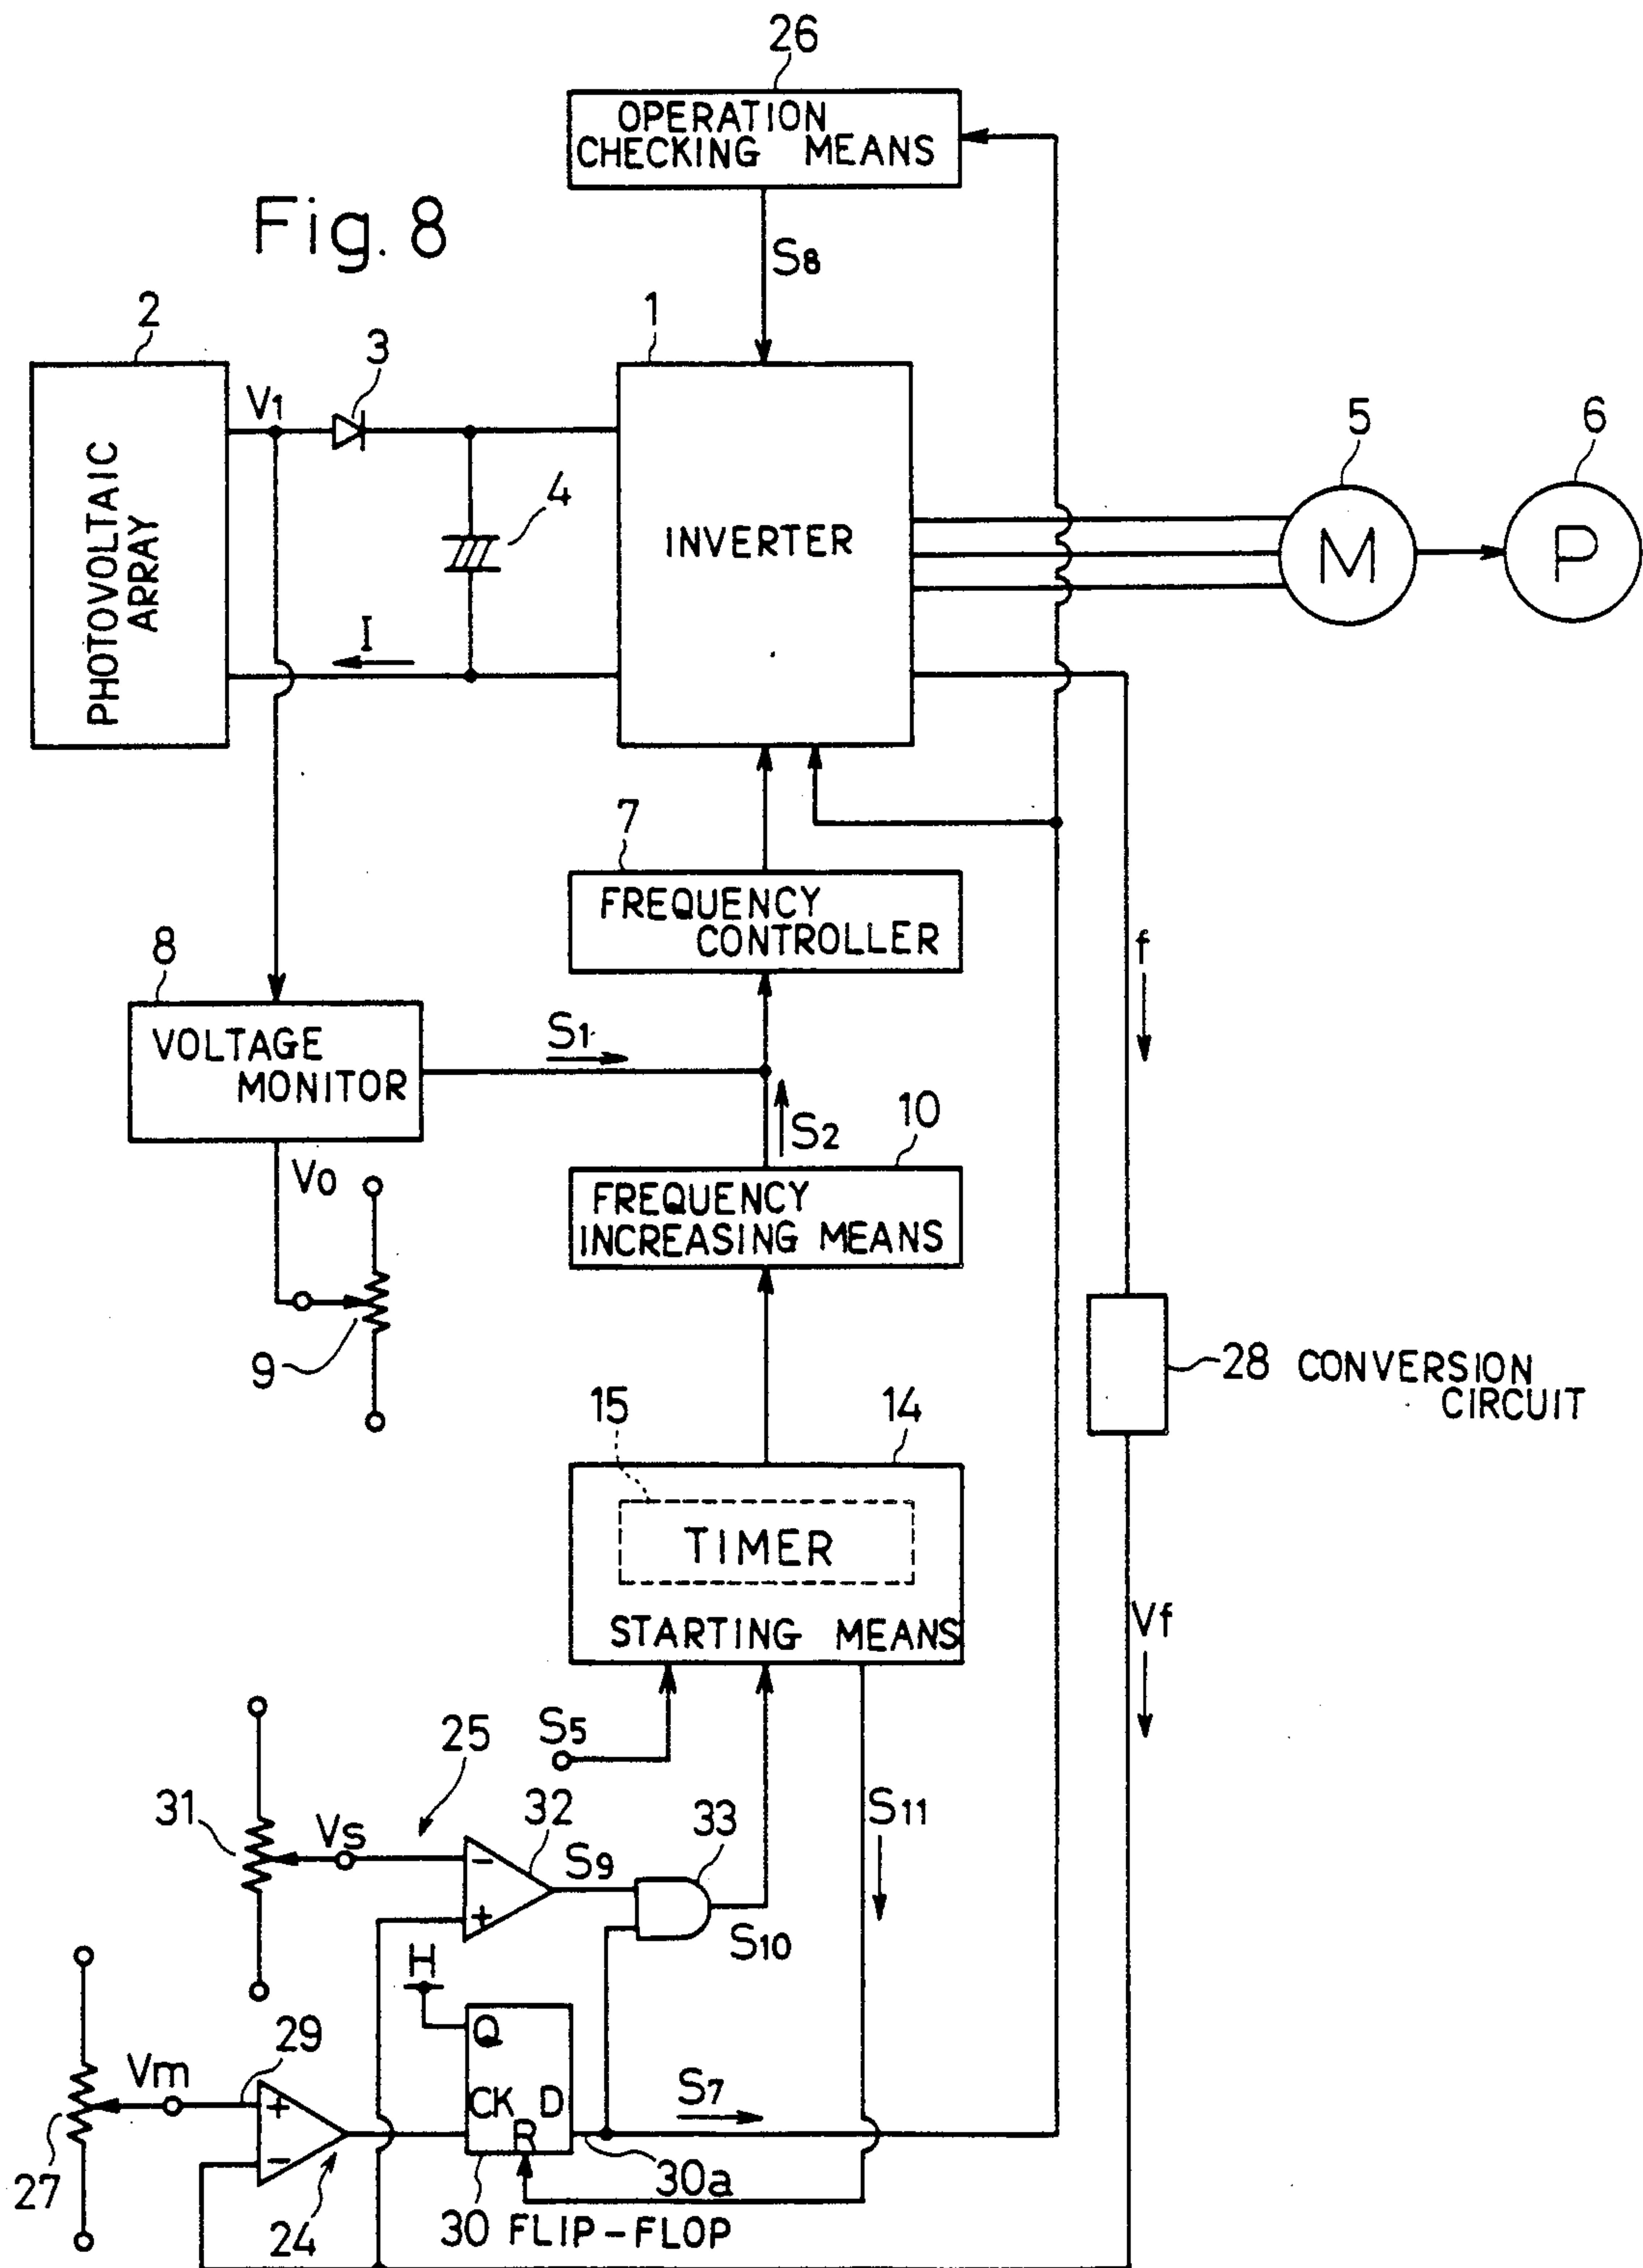 26
OPERATION
CHECKING MEANS
Fig. 8
S8
2
3
1
V1
5
6
PHOTOVOLTAIC
ARRAY
4
INVERTER
M
P
I
7
FREQUENCY
CONTROLLER
f
8
VOLTAGE
MONITOR
S1
10
S2
V0
FREQUENCY
INCREASING MEANS
9
28 CONVERSION
CIRCUIT
15
14
TIMER
STARTING MEANS
Vf
S5
25
31
Vs
32
33
S11
-
S9
+
S10
H
29
Q
Vm
+
CK D
S7
R
-
27
30a
24
30 FLIP-FLOP